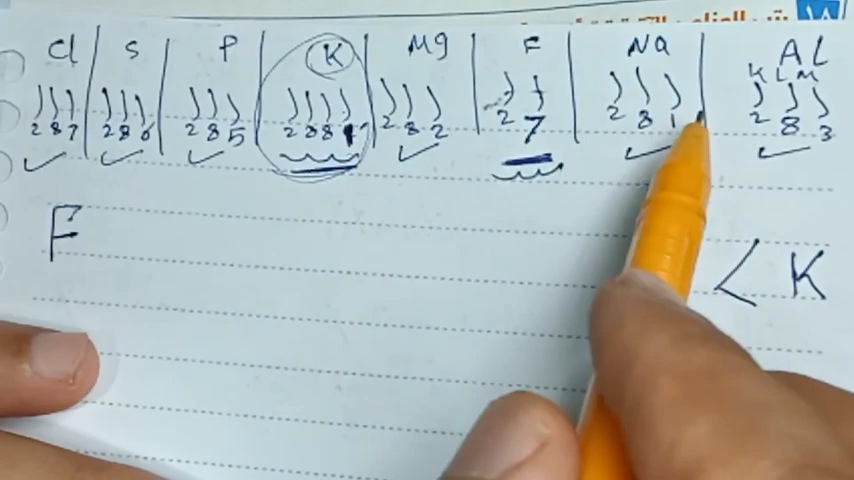 ١٨
Cl S P K Mg F Na AL
K L M
2 8 7 2 8 6 2 8 5 2 8 8 1 2 8 2 2 7 2 8 1 2 8 3
F < K